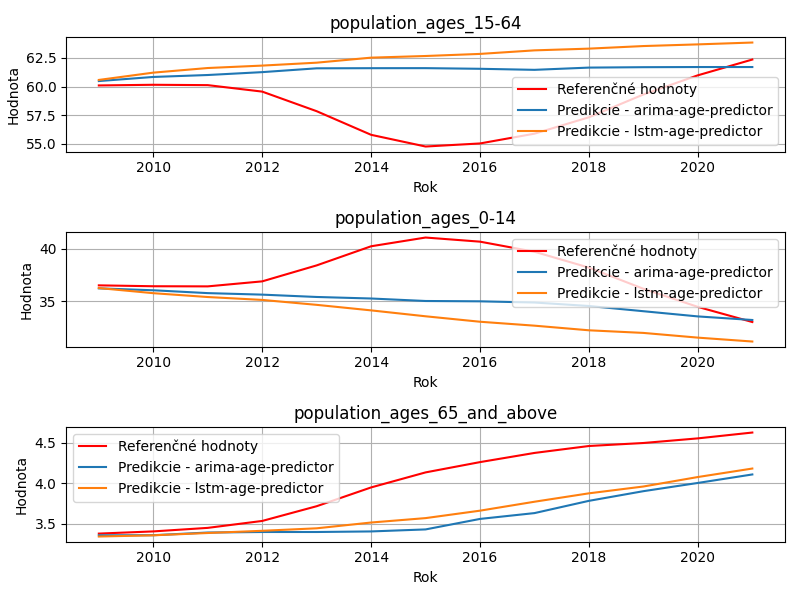 population_ages_15-64
Hodnota
62.5
60.0
57.5
55.0
Referenčné hodnoty
Predikcie - arima-age-predictor
Predikcie - lstm-age-predictor
2010 2012 2014 2016 2018 2020
Rok
population_ages_0-14
Hodnota
40
35
Referenčné hodnoty
Predikcie - arima-age-predictor
Predikcie - lstm-age-predictor
2010 2012 2014 2016 2018 2020
Rok
population_ages_65_and_above
Hodnota
4.5
4.0
3.5
Referenčné hodnoty
Predikcie - arima-age-predictor
Predikcie - lstm-age-predictor
2010 2012 2014 2016 2018 2020
Rok